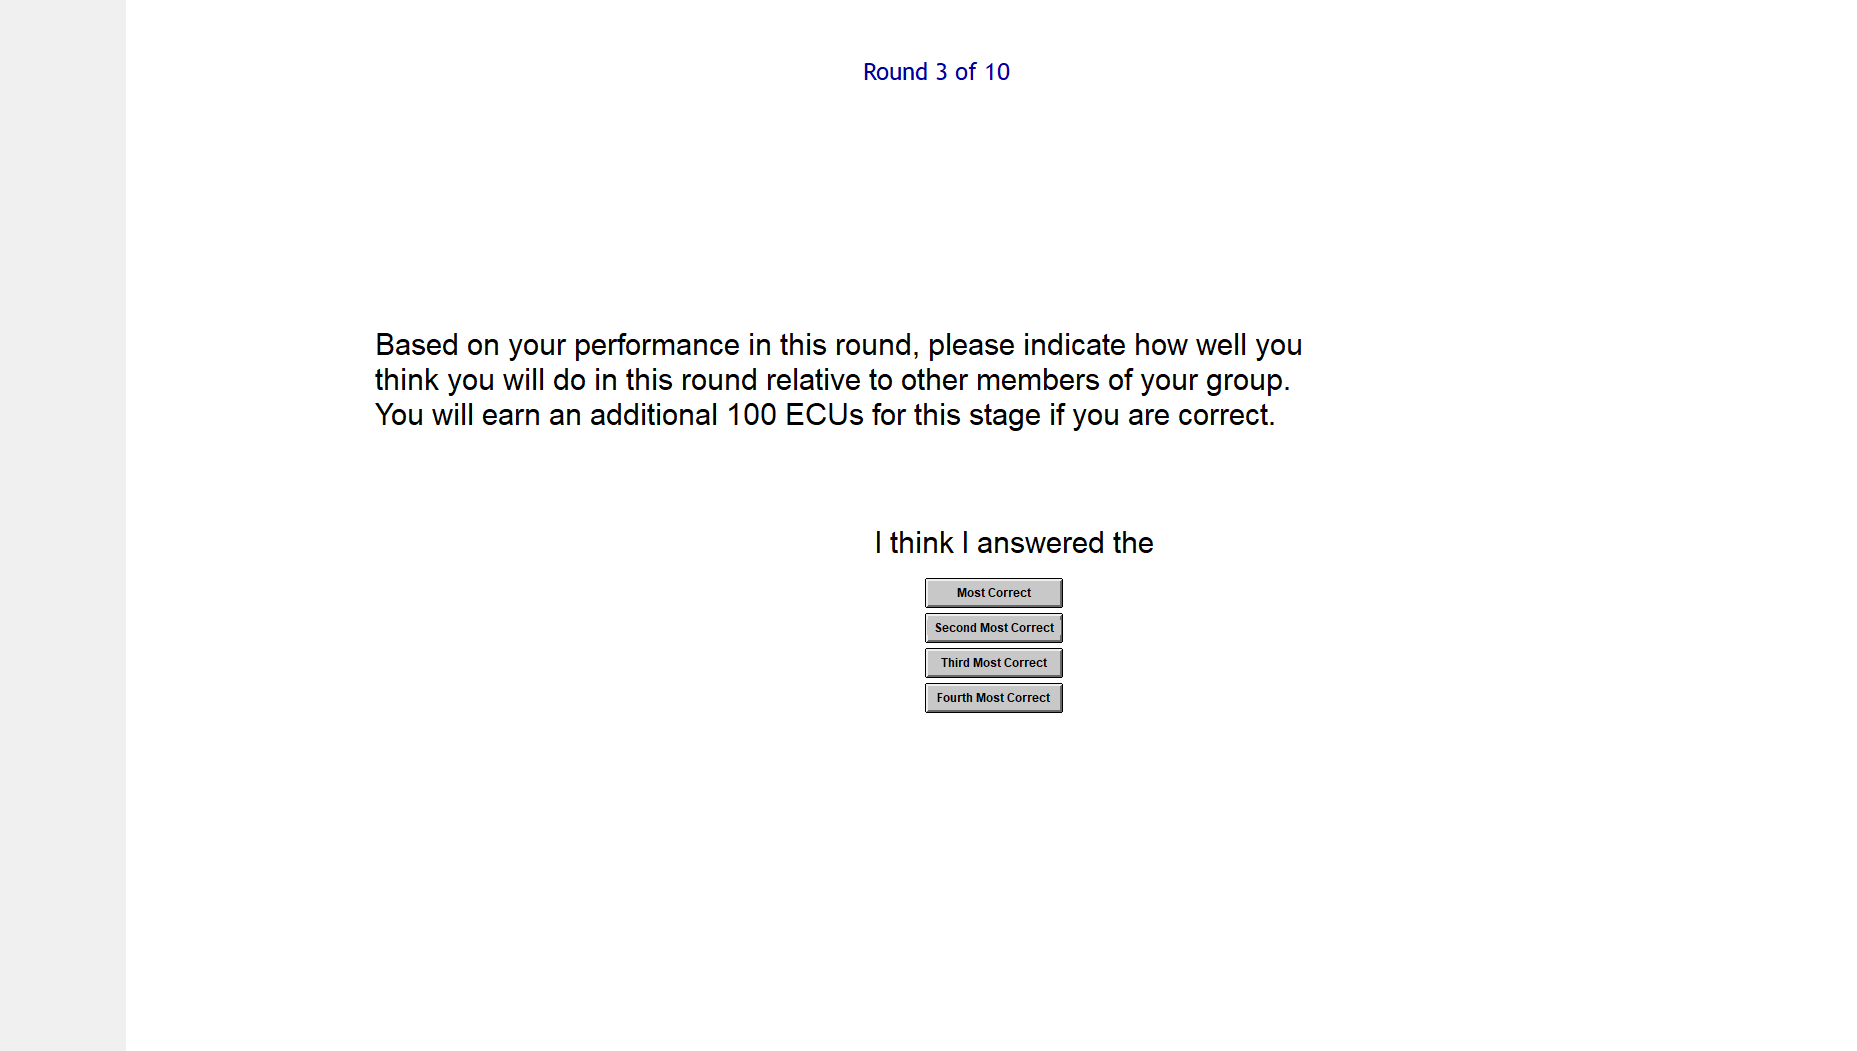 Round 3 of 10
Based on your performance in this round, please indicate how well you
think you will do in this round relative to other members of your group.
You will earn an additional 100 ECUs for this stage if you are correct.
I think I answered the
Most Correct
Second Most Correct
Third Most Correct
Fourth Most Correct